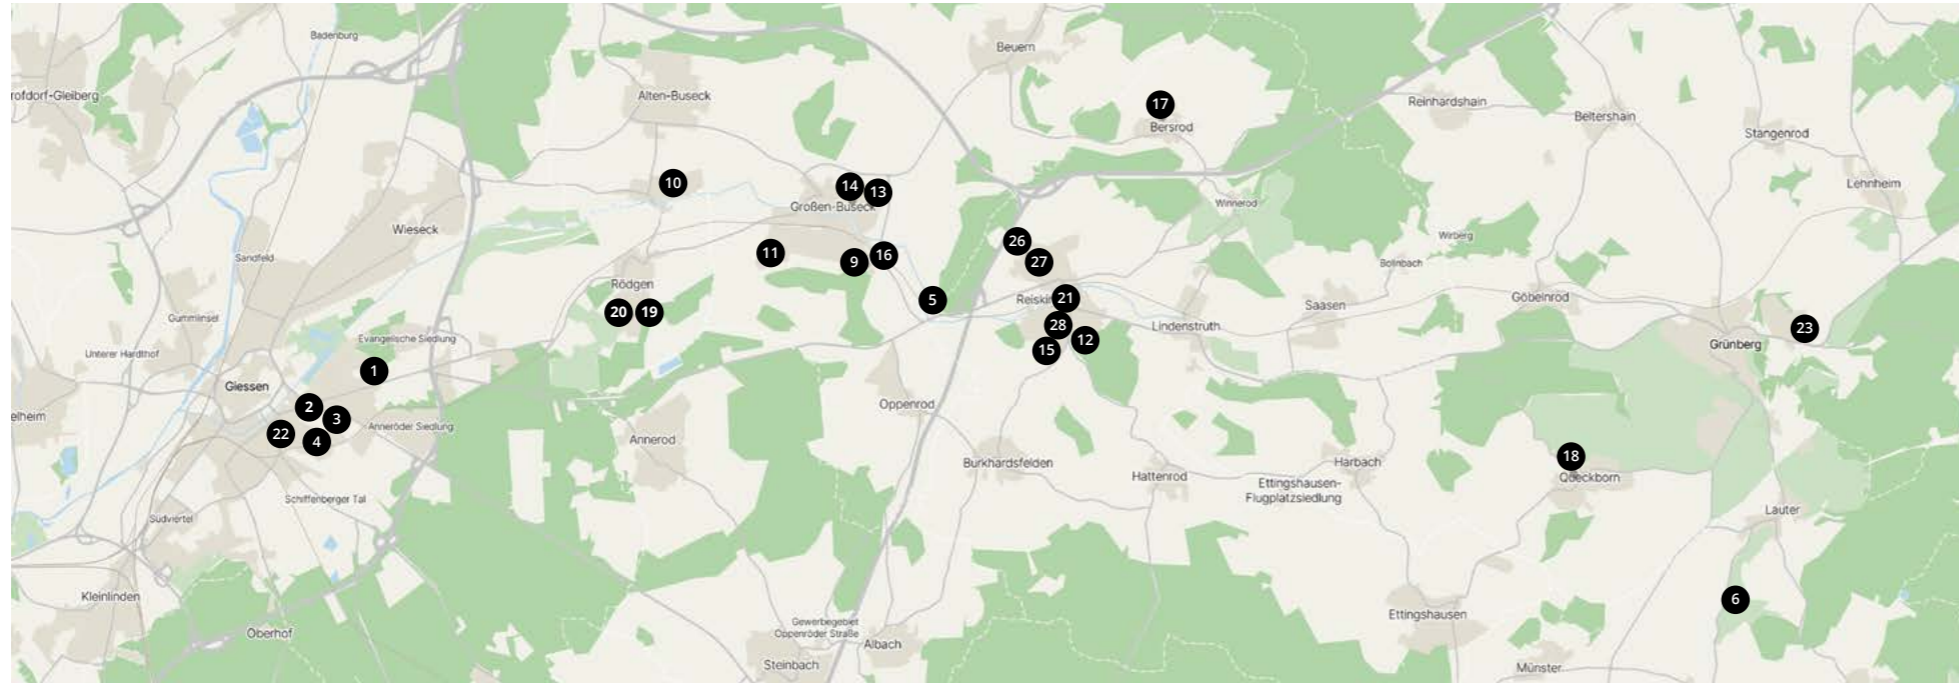 Badenburg
Beuern
rofdorf-Gleiberg
Alten-Buseck
17
Bersrod
Reinhardshain
Beltershain
Stangenrod
10
14
13
Großen-Buseck
Lehnheim
Winnerod
Wieseck
Sandfeld
11
9
16
26
27
Wirberg
Bollnbach
Rödgen
20
19
5
21
28
12
15
Lindenstruth
Saasen
Göbelnrod
23
Grünberg
Gummiinsel
Evangelische Siedlung
Unterer Hardthof
1
Giessen
2
3
22
4
Anneröder Siedlung
elheim
Oppenrod
Annerod
Burkhardsfelden
Hattenrod
Harbach
18
Queckborn
Ettingshausen-
Flugplatzsiedlung
Schiffenberger Tal
Südviertel
Lauter
Kleinlinden
Oberhof
6
Ettingshausen
Gewerbegebiet
Oppenröder Straße
Albach
Steinbach
Münster